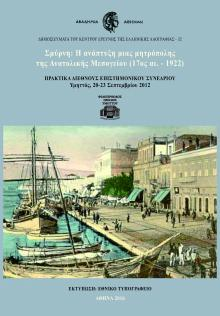 ΑΚΑΔΗΜΙΑ ΑΘΗΝΩΝ
ΔΗΜΟΣΙΕΥΜΑΤΑ ΤΟΥ ΚΕΝΤΡΟΥ ΕΡΕΥΝΗΣ ΤΗΣ ΕΛΛΗΝΙΚΗΣ ΛΑΟΓΡΑΦΙΑΣ -
Σμύρνη: Η ανάπτυξη μιας μητρόπολης
της Ανατολικής Μεσογείου (17ος αι. - 1922)
ΠΡΑΚΤΙΚΑ ΔΙΕΘΝΟΥΣ ΕΠΙΣΤΗΜΟΝΙΚΟΥ ΣΥΝΕΔΡΙΟΥ
Υμηττός, 20-23 Σεπτεμβρίου 2012
ΕΚΤΥΠΩΣΗ: ΕΘΝΙΚΟ ΤΥΠΟΓΡΑΦΕΙΟ
ΑΘΗΝΑ 2016